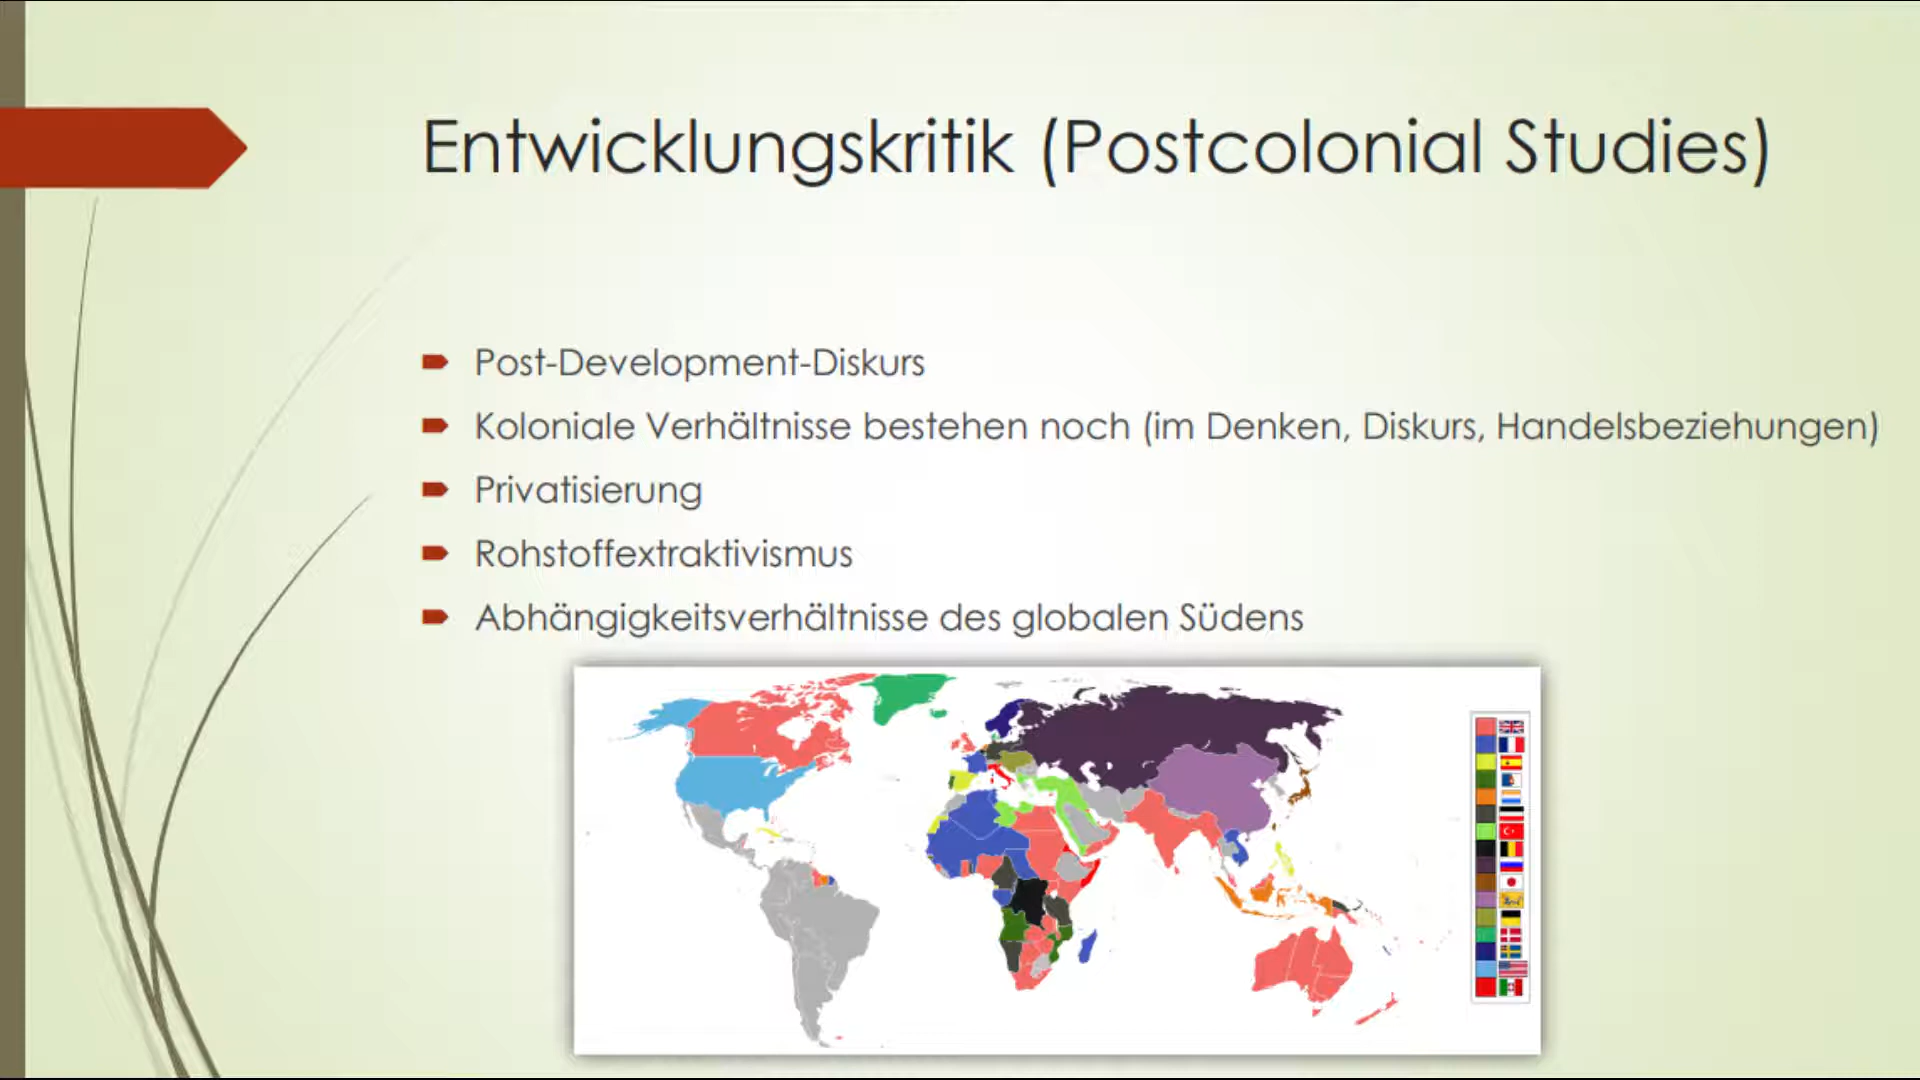 Entwicklungskritik (Postcolonial Studies)
Post-Development-Diskurs
Koloniale Verhältnisse bestehen noch (im Denken, Diskurs, Handelsbeziehungen)
Privatisierung
Rohstoffextraktivismus
Abhängigkeitsverhältnisse des globalen Südens